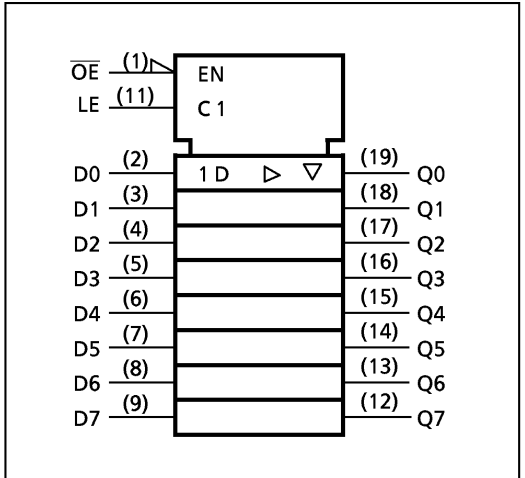 O̅E̅ (1) EN
LE (11) C1
D0 (2) 1D (19) Q0
D1 (3) (18) Q1
D2 (4) (17) Q2
D3 (5) (16) Q3
D4 (6) (15) Q4
D5 (7) (14) Q5
D6 (8) (13) Q6
D7 (9) (12) Q7